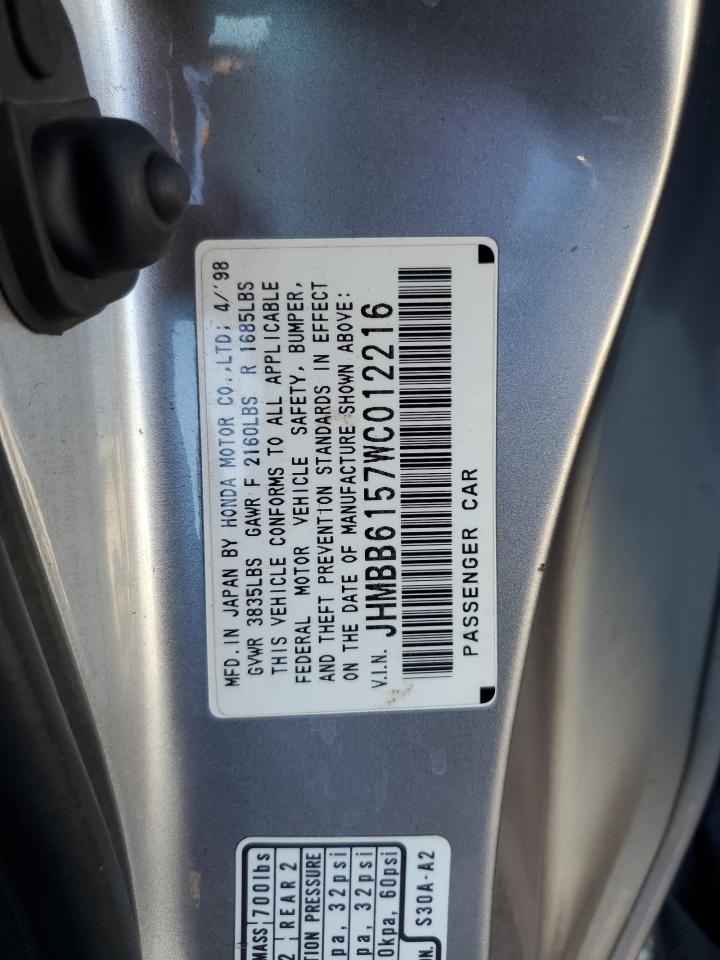 MFD. IN JAPAN BY HONDA MOTOR CO.,LTD; 4/'98
GVWR 3835LBS GAWR F 2160LBS R 1685LBS
THIS VEHICLE CONFORMS TO ALL APPLICABLE
FEDERAL MOTOR VEHICLE SAFETY, BUMPER,
AND THEFT PREVENTION STANDARDS IN EFFECT
ON THE DATE OF MANUFACTURE SHOWN ABOVE:
V.I.N. JHMBB6157WC012216
PASSENGER CAR
MASS; 700lbs
2 REAR 2
TION PRESSURE
pa, 32psi
pa, 32psi
0kpa, 60psi
ON. S30A-A2